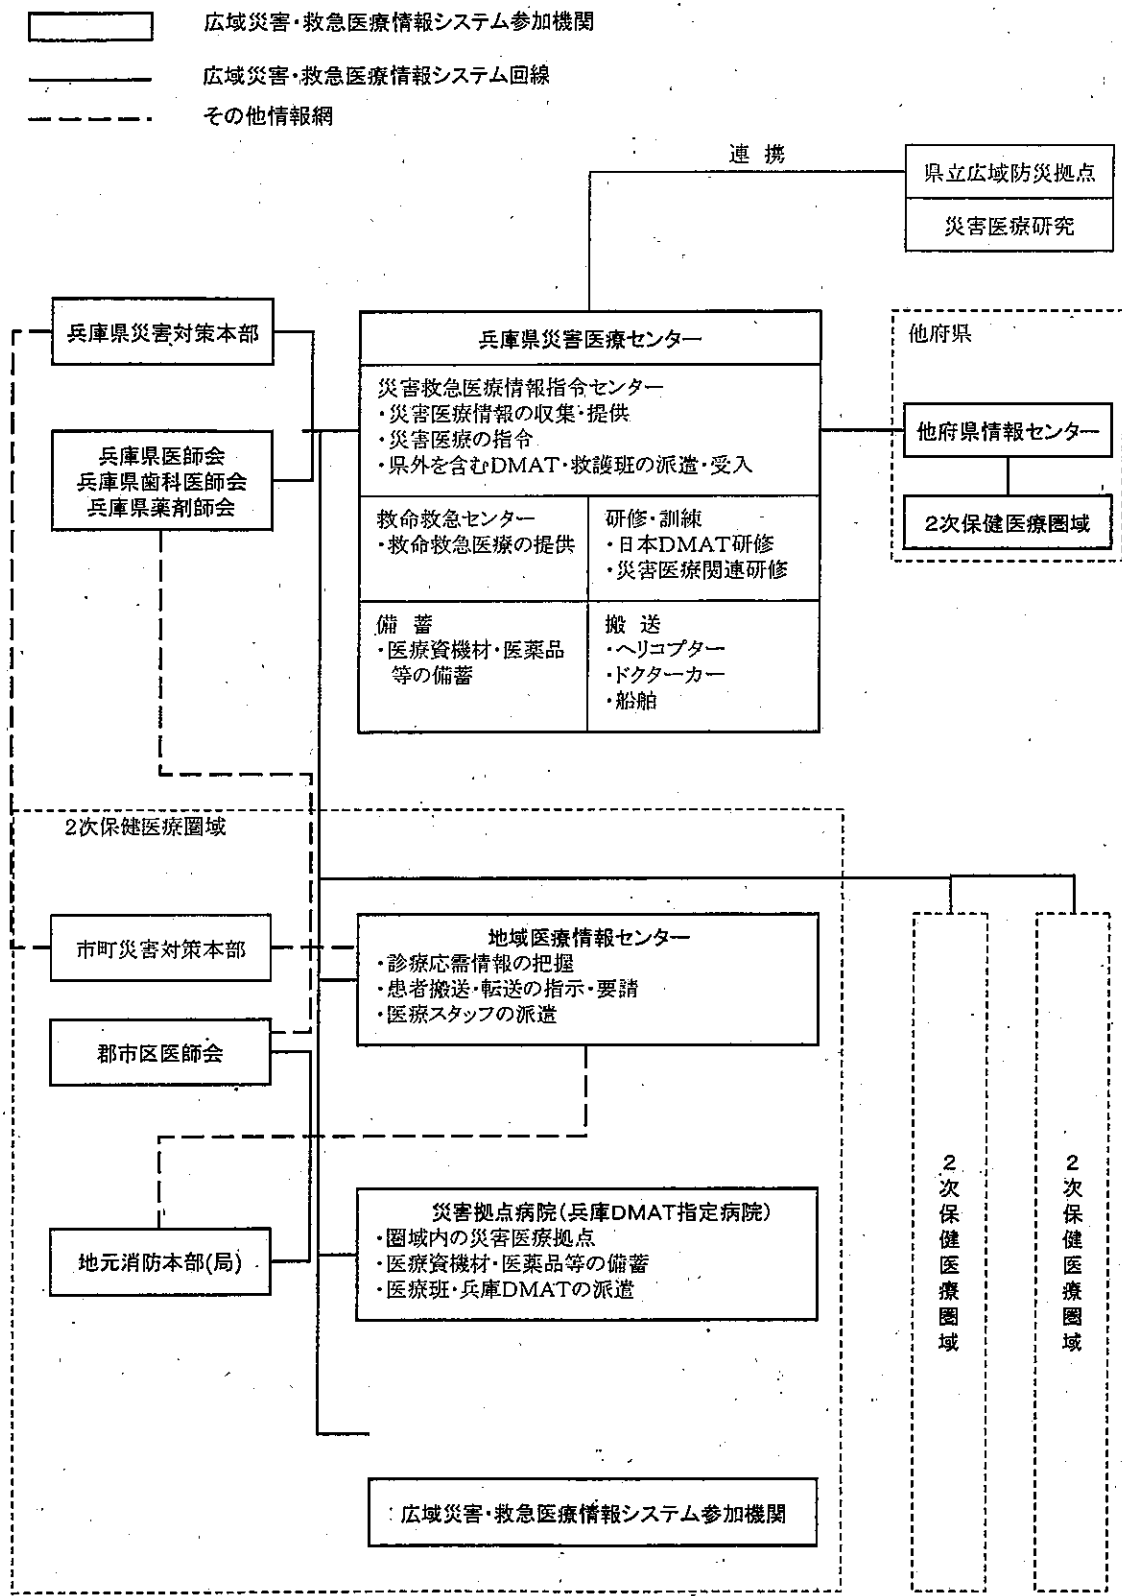 広域災害・救急医療情報システム参加機関
広域災害・救急医療情報システム回線
その他情報網
連 携
県立広域防災拠点
災害医療研究
兵庫県災害対策本部
兵庫県医師会
兵庫県歯科医師会
兵庫県薬剤師会
兵庫県災害医療センター
災害救急医療情報指令センター
・災害医療情報の収集・提供
・災害医療の指令
・県外を含むDMAT・救護班の派遣・受入
救命救急センター
・救命救急医療の提供
研修・訓練
・日本DMAT研修
・災害医療関連研修
備 蓄
・医療資機材・医薬品
等の備蓄
搬 送
・ヘリコプター
・ドクターカー
・船舶
他府県
他府県情報センター
2次保健医療圏域
2次保健医療圏域
市町災害対策本部
郡市区医師会
地元消防本部(局)
地域医療情報センター
・診療応需情報の把握
・患者搬送・転送の指示・要請
・医療スタッフの派遣
災害拠点病院(兵庫DMAT指定病院)
・圏域内の災害医療拠点
・医療資機材・医薬品等の備蓄
・医療班・兵庫DMATの派遣
広域災害・救急医療情報システム参加機関
2次保健医療圏域
2次保健医療圏域